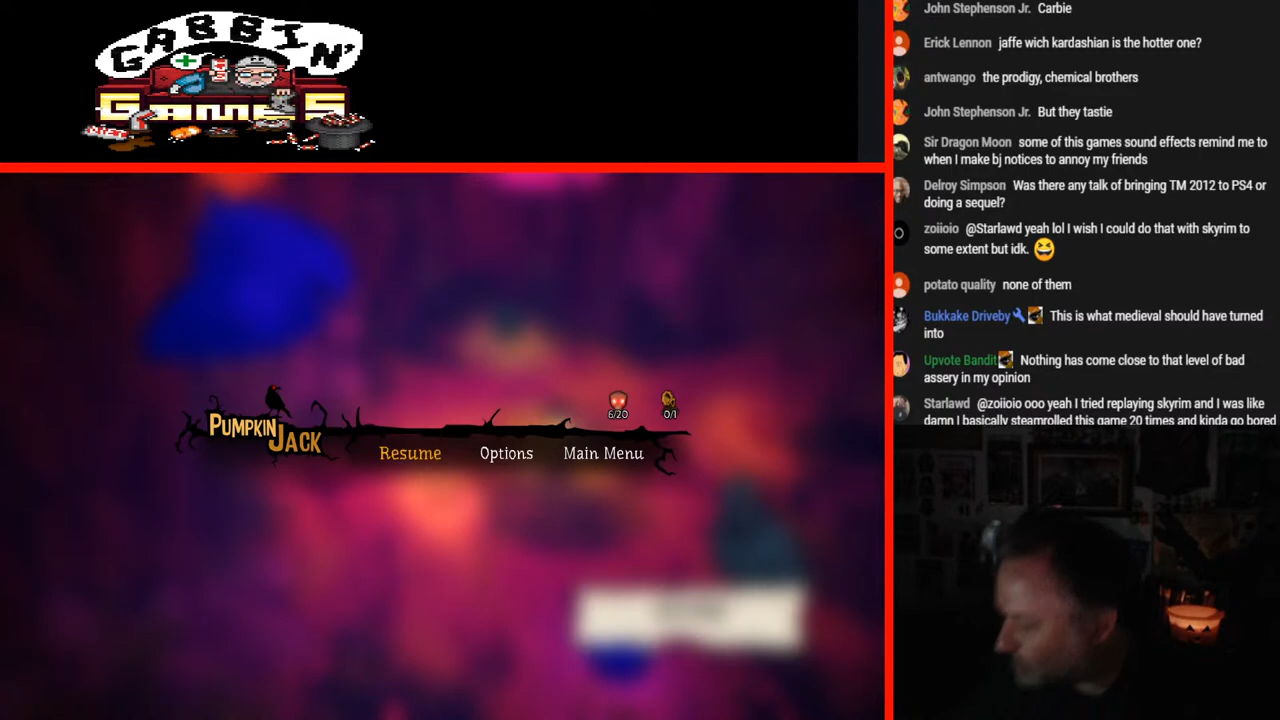 GABBIN'
GAMES
6/20
0/1
PUMPKIN
JACK
Resume
Options
Main Menu
John Stephenson Jr. Carbie
Erick Lennon jaffe wich kardashian is the hotter one?
antwango the prodigy, chemical brothers
John Stephenson Jr. But they tastie
Sir Dragon Moon some of this games sound effects remind me to
when I make bj notices to annoy my friends
Delroy Simpson Was there any talk of bringing TM 2012 to PS4 or
doing a sequel?
zoiioio @Starlawd yeah lol I wish I could do that with skyrim to
some extent but idk. 😆
potato quality none of them
Bukkake Driveby This is what medieval should have turned
into
Upvote Bandit Nothing has come close to that level of bad
assery in my opinion
Starlawd @zoiioio ooo yeah I tried replaying skyrim and I was like
damn I basically steamrolled this game 20 times and kinda go bored